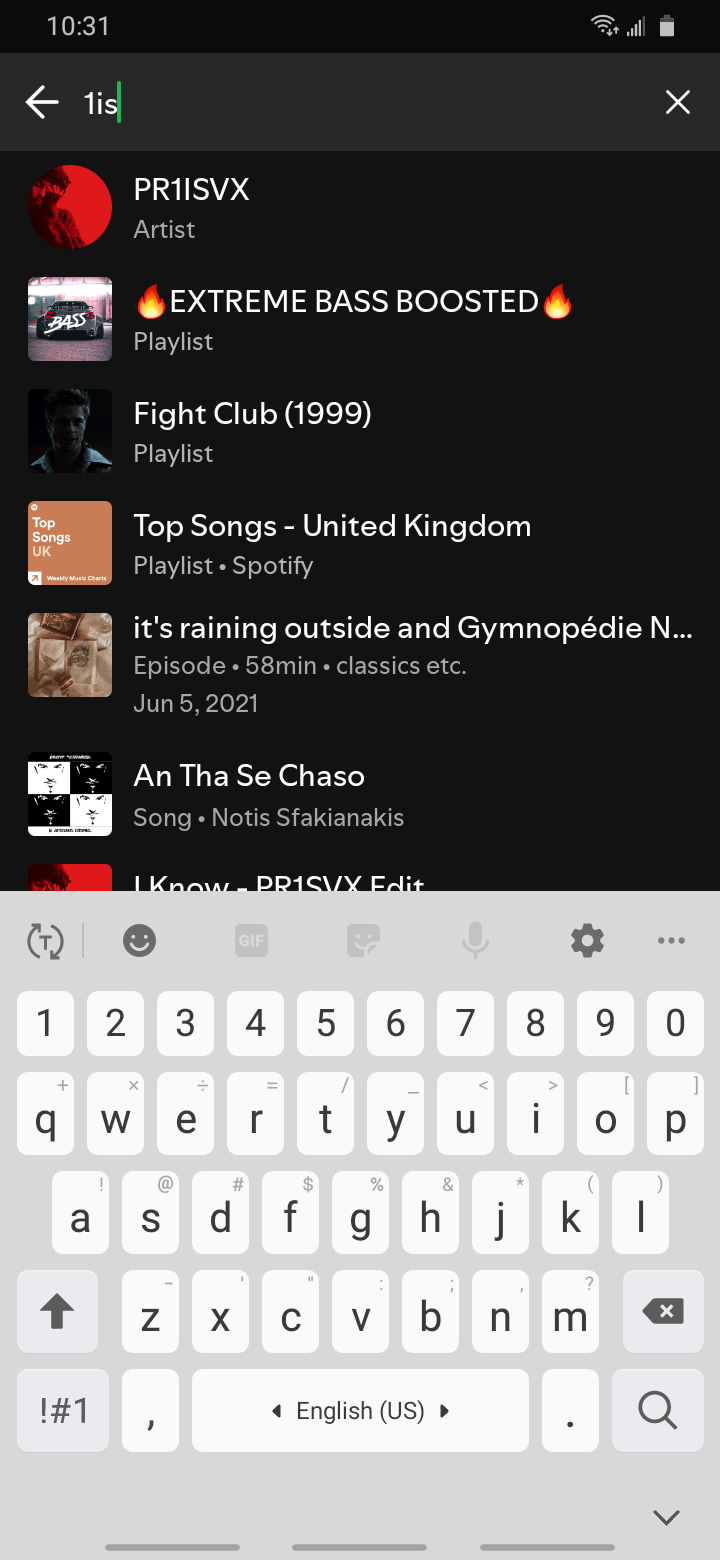 10:31
1is
PR1ISVX
Artist
🔥EXTREME BASS BOOSTED🔥
Playlist
BASS
Fight Club (1999)
Playlist
Top Songs - United Kingdom
Playlist • Spotify
Top
Songs
UK
Weekly Music Charts
it's raining outside and Gymnopédie N...
Episode • 58min • classics etc.
Jun 5, 2021
An Tha Se Chaso
Song • Notis Sfakianakis
I Know - PR1SVX Edit
T
GIF
1 2 3 4 5 6 7 8 9 0
+ × ÷ = / _ < > [ ]
q w e r t y u i o p
! @ # $ % & * ( )
a s d f g h j k l
- ' " : ; , ?
z x c v b n m
!#1 , English (US) .